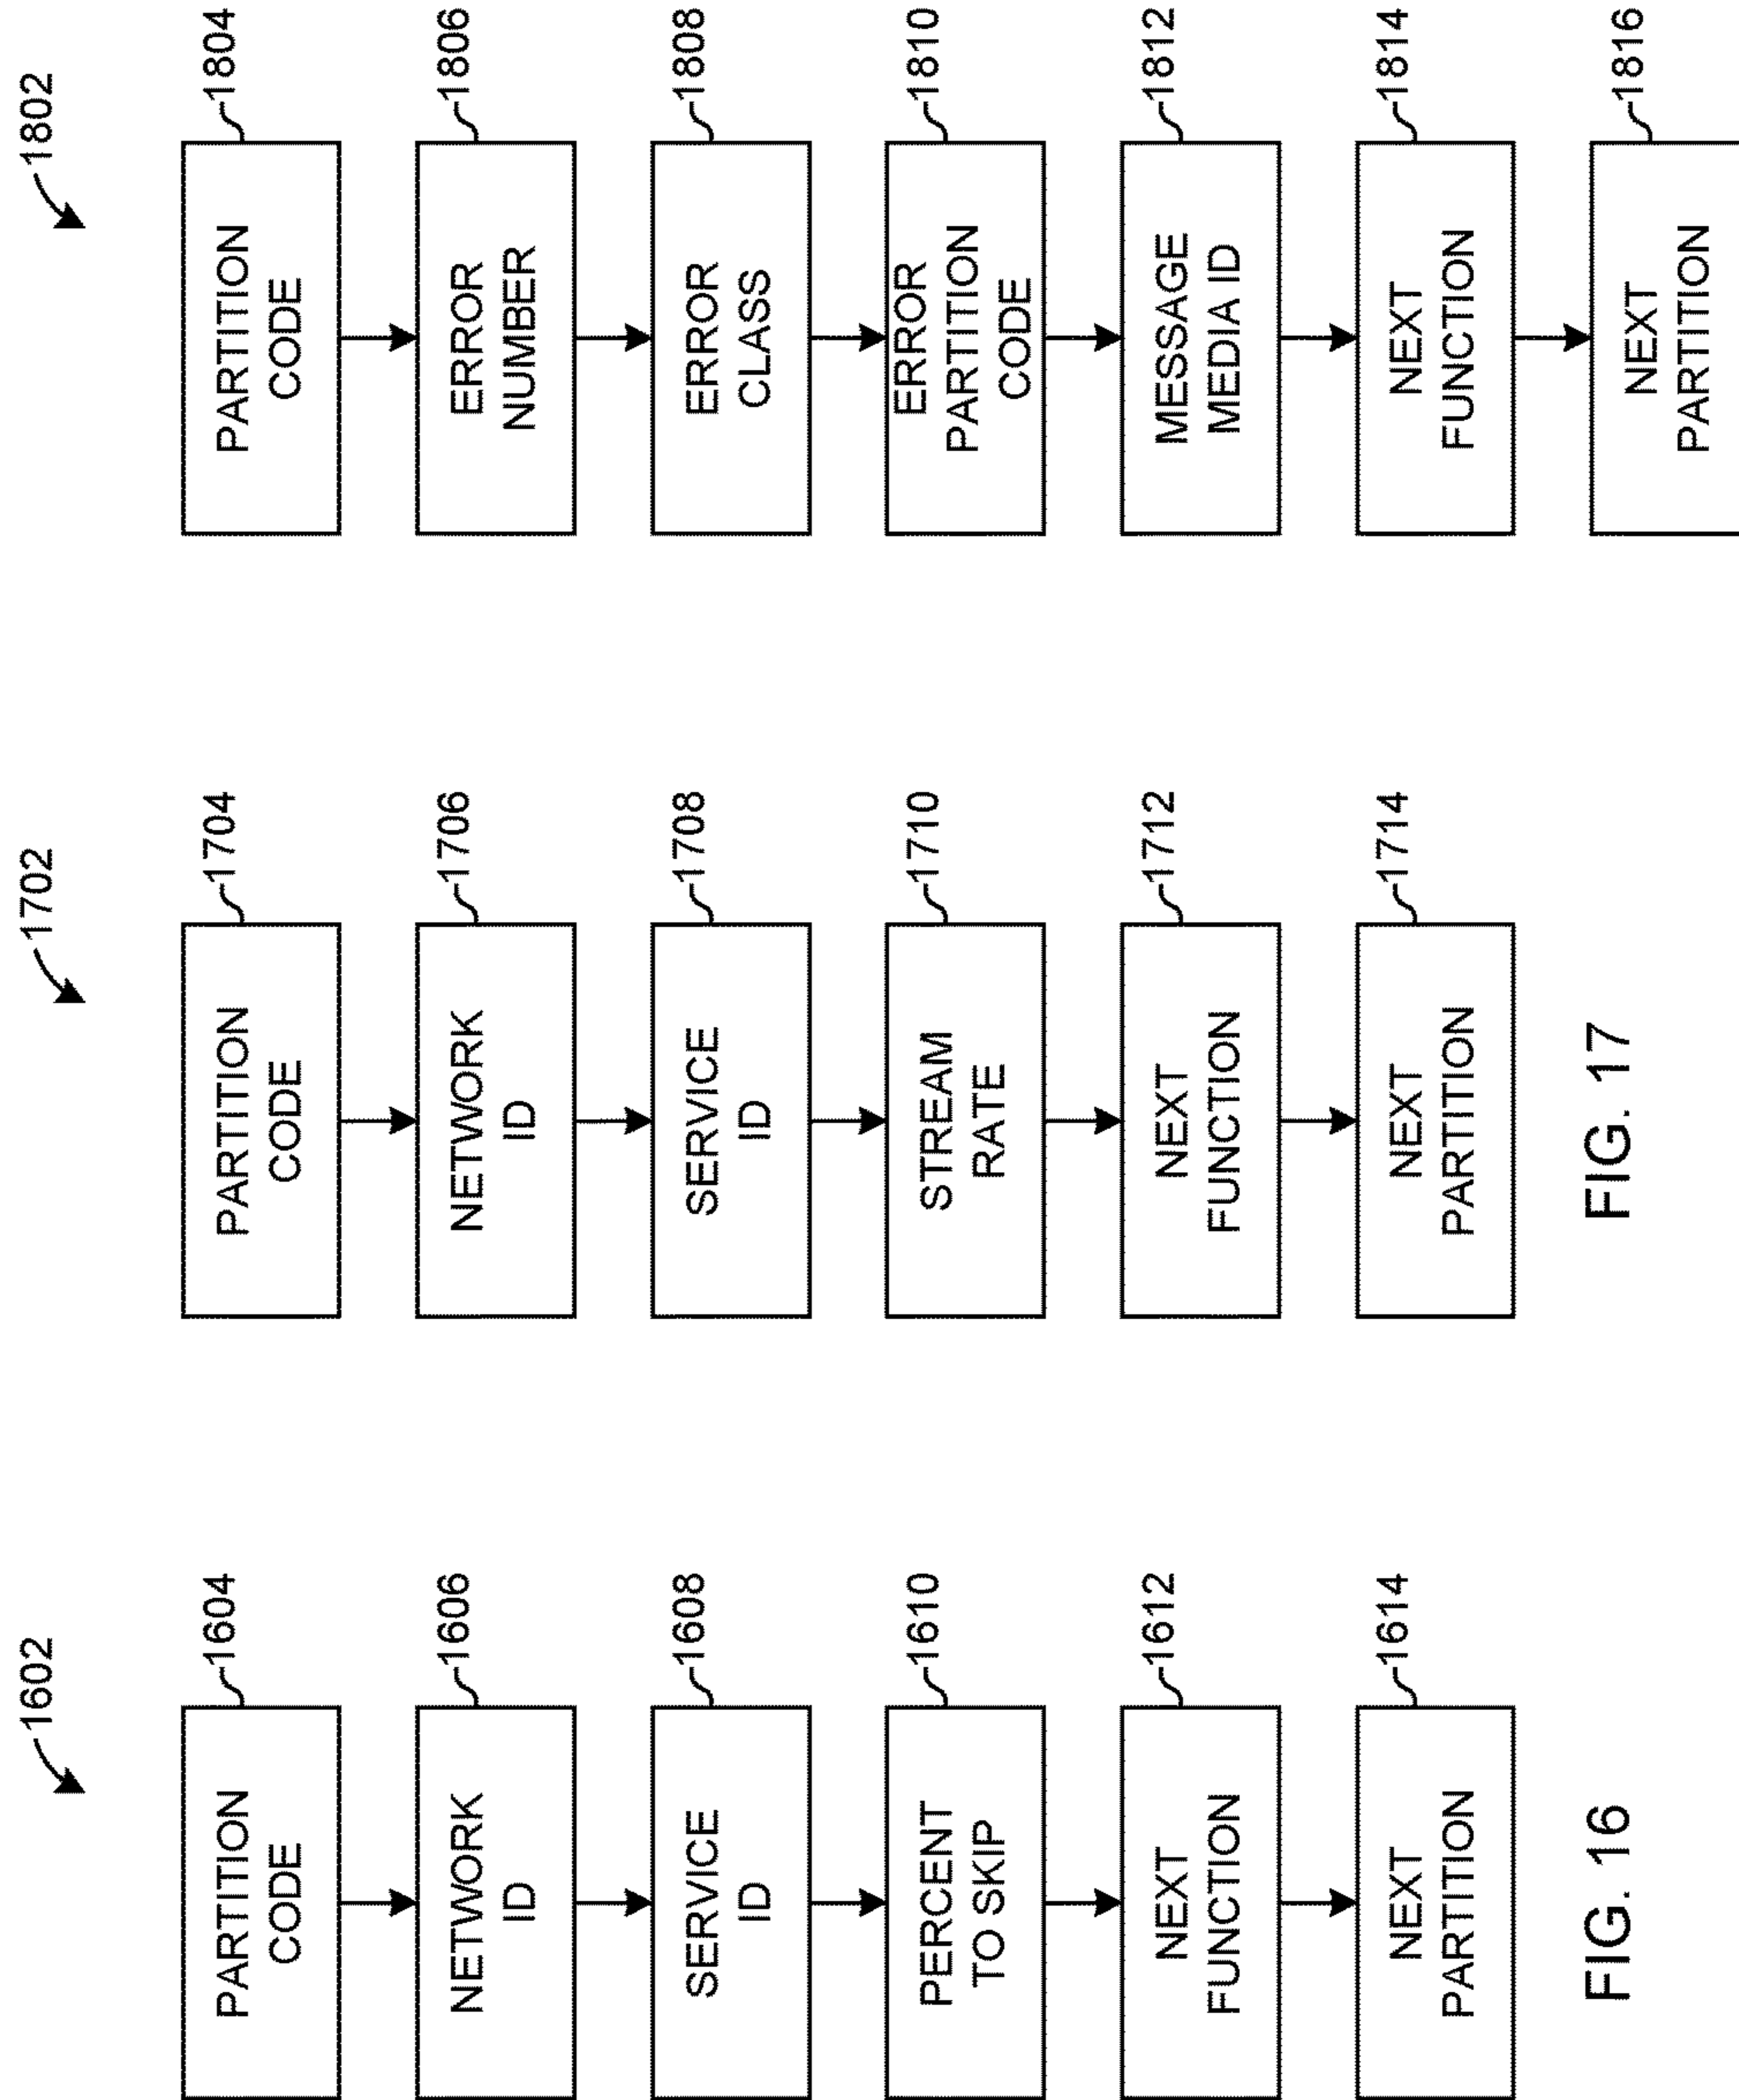 1602
PARTITION
CODE
1604
NETWORK
ID
1606
SERVICE
ID
1608
PERCENT
TO SKIP
1610
NEXT
FUNCTION
1612
NEXT
PARTITION
1614
FIG. 16
1702
PARTITION
CODE
1704
NETWORK
ID
1706
SERVICE
ID
1708
STREAM
RATE
1710
NEXT
FUNCTION
1712
NEXT
PARTITION
1714
FIG. 17
1802
PARTITION
CODE
1804
ERROR
NUMBER
1806
ERROR
CLASS
1808
ERROR
PARTITION
CODE
1810
MESSAGE
MEDIA ID
1812
NEXT
FUNCTION
1814
NEXT
PARTITION
1816